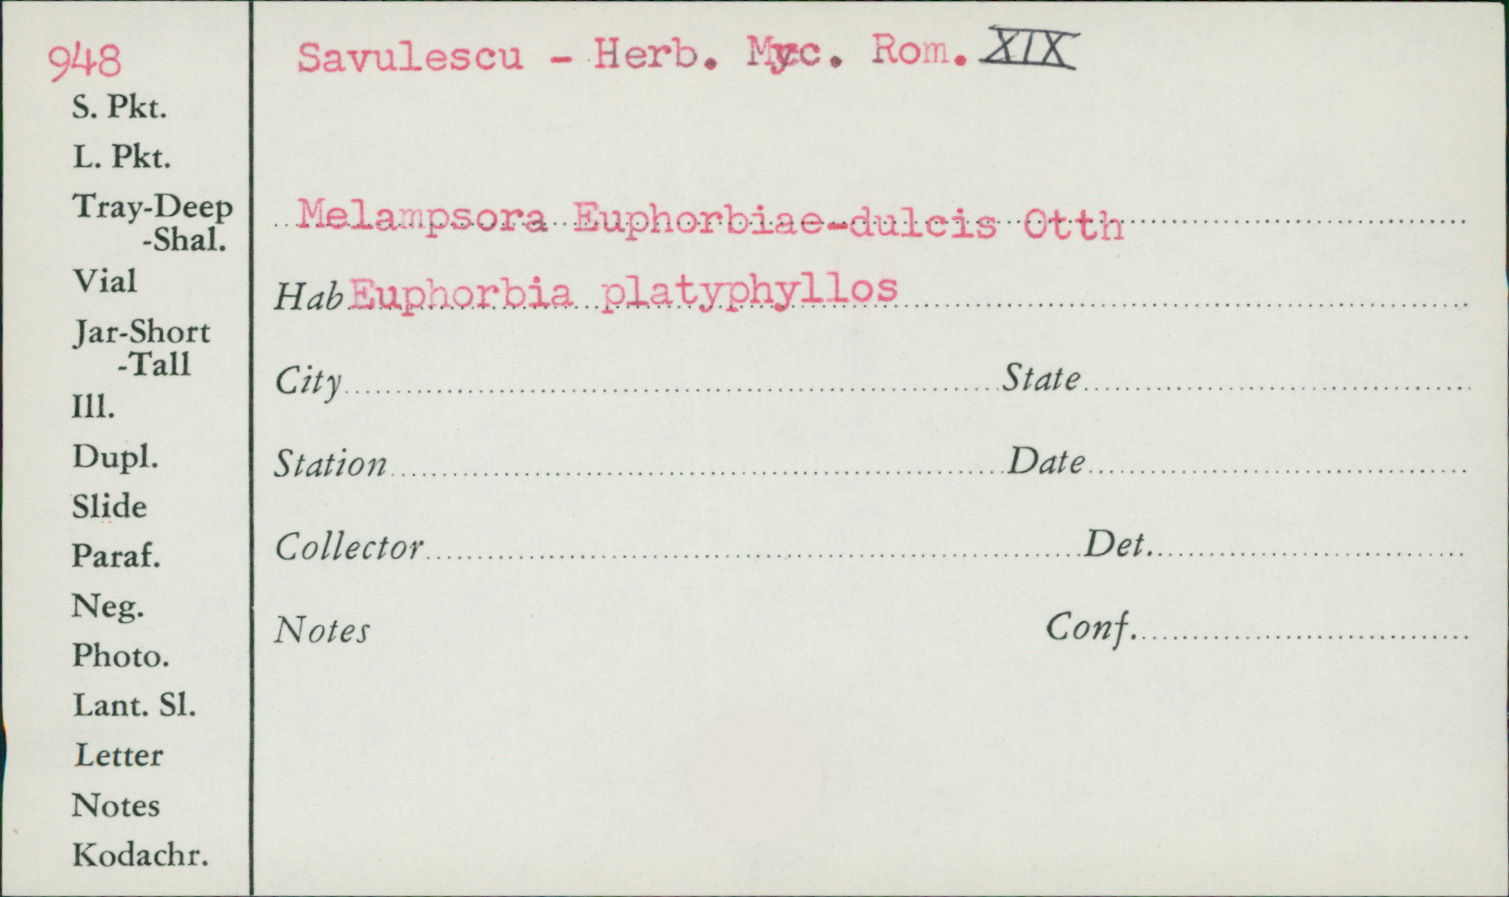 948
Savulescu - Herb. Myc. Rom. XIX
S. Pkt.
L. Pkt.
Tray-Deep
-Shal.
Vial
Jar-Short
-Tall
Ill.
Dupl.
Slide
Paraf.
Neg.
Photo.
Lant. Sl.
Letter
Notes
Kodachr.
Melampsora Euphorbiae-dulcis Otth
Hab Euphorbia platyphyllos
City State
Station Date
Collector Det.
Notes Conf.